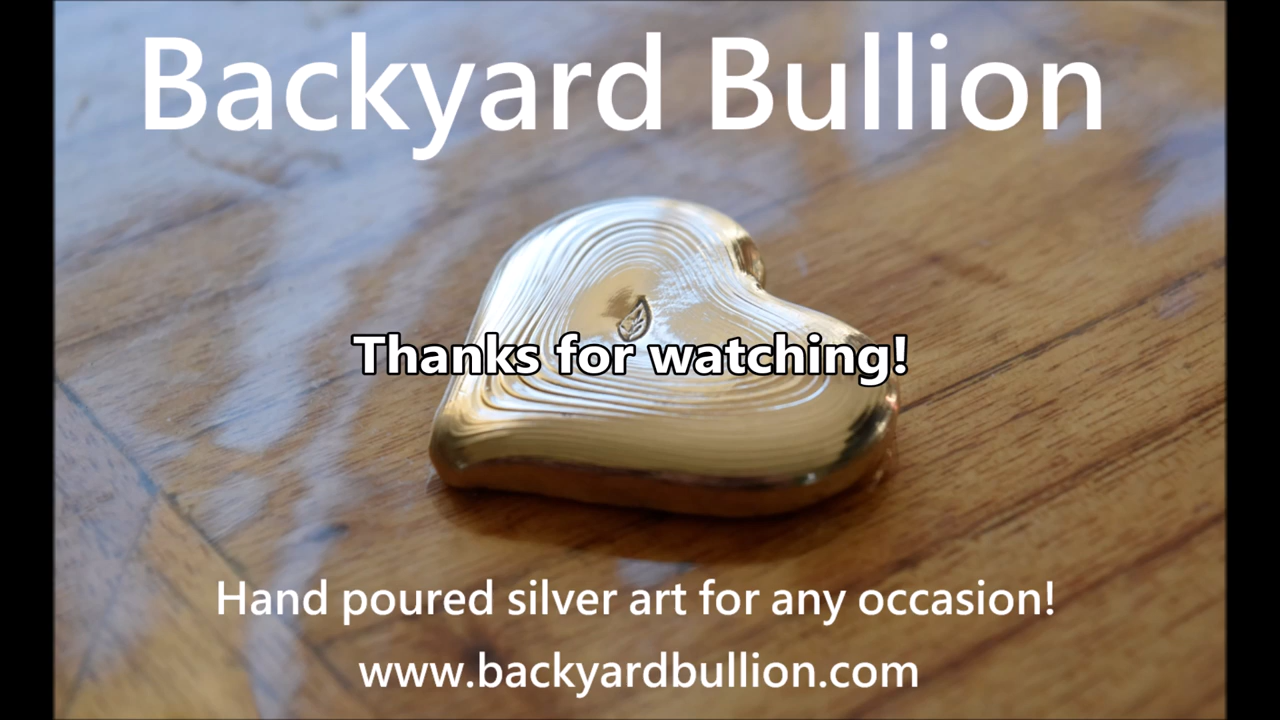 Backyard Bullion
Thanks for watching!
Hand poured silver art for any occasion!
www.backyardbullion.com